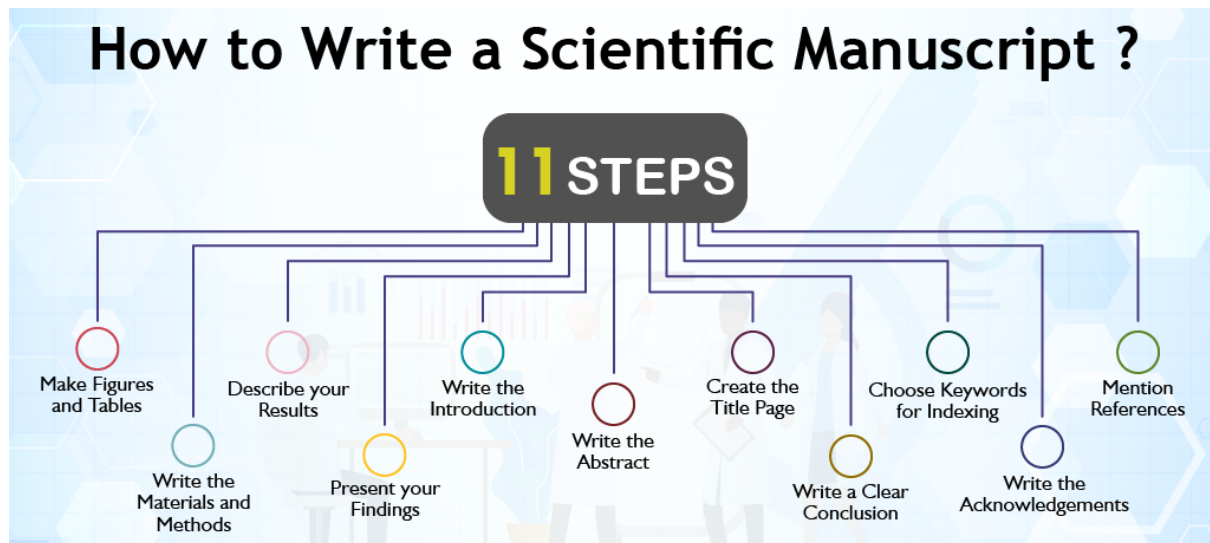 How to Write a Scientific Manuscript ?
11 STEPS
Make Figures
and Tables
Write the
Materials and
Methods
Describe your
Results
Present your
Findings
Write the
Introduction
Write the
Abstract
Create the
Title Page
Write a Clear
Conclusion
Choose Keywords
for Indexing
Write the
Acknowledgements
Mention
References